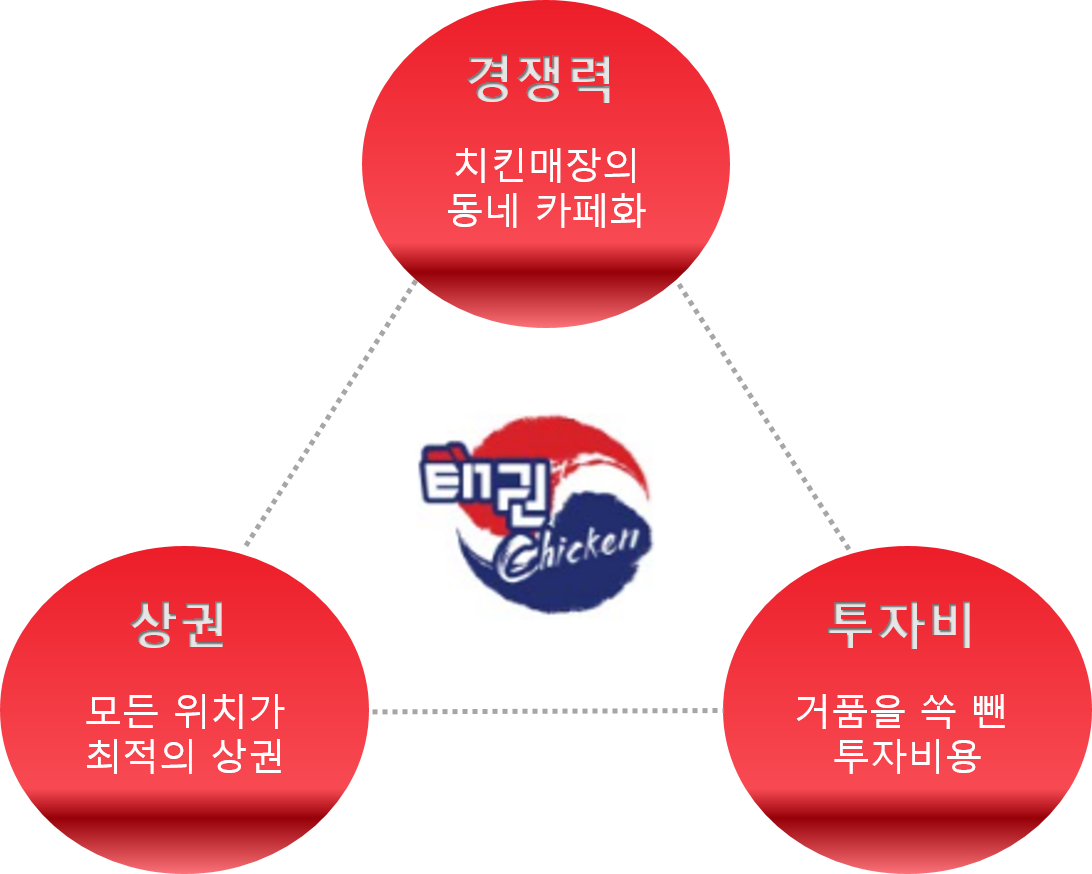 경쟁력
치킨매장의
동네 카페화
태권
Chicken
상권
모든 위치가
최적의 상권
투자비
거품을 쏙 뺀
투자비용